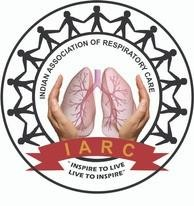 INDIAN ASSOCIATION OF RESPIRATORY CARE
IARC
"INSPIRE TO LIVE
LIVE TO INSPIRE"